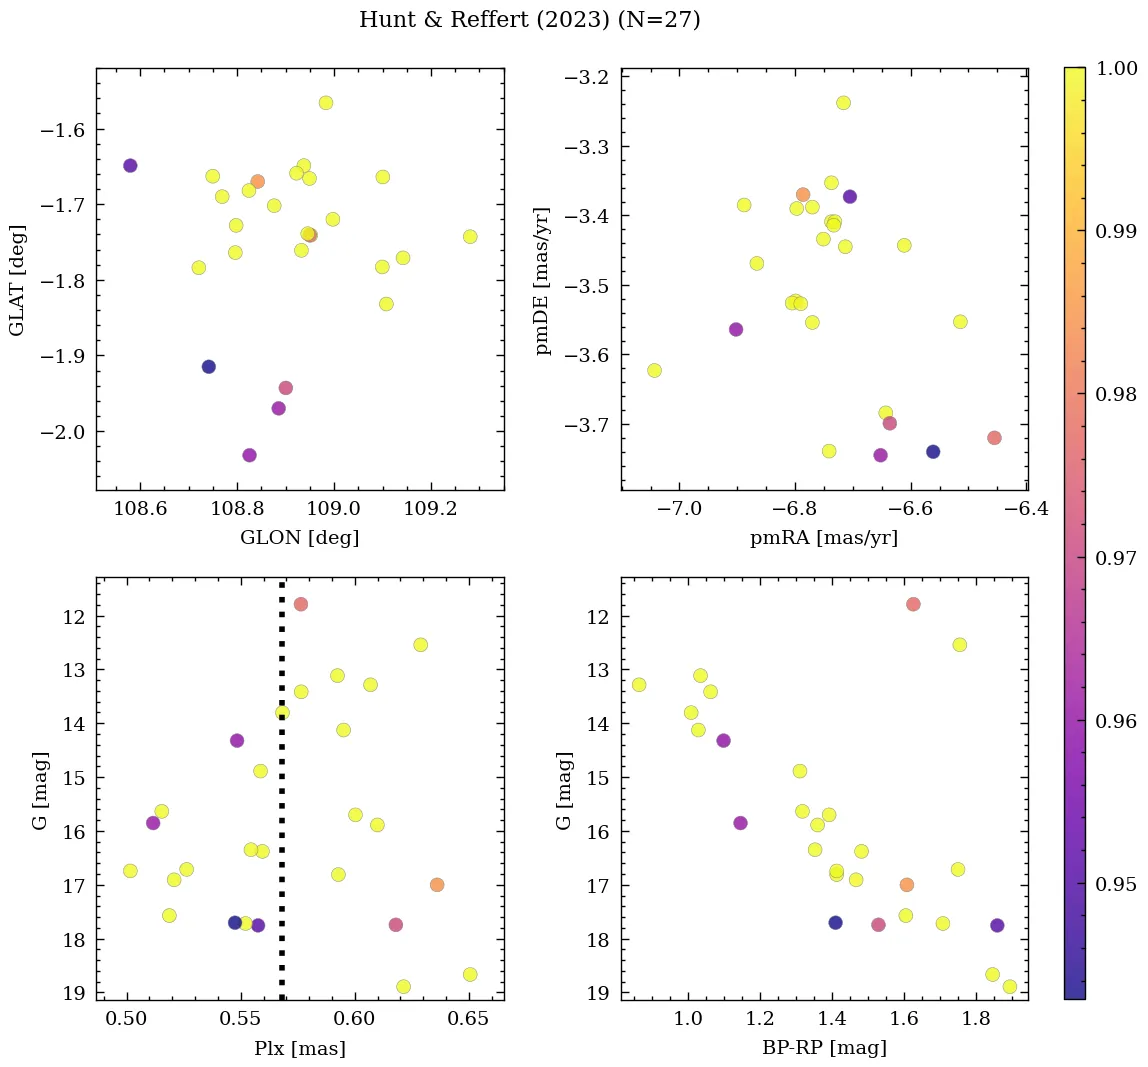 Hunt & Reffert (2023) (N=27)
−1.6
−1.7
−1.8
−1.9
−2.0
GLAT [deg]
108.6 108.8 109.0 109.2
GLON [deg]
−3.2
−3.3
−3.4
−3.5
−3.6
−3.7
pmDE [mas/yr]
−7.0 −6.8 −6.6 −6.4
pmRA [mas/yr]
12
13
14
15
16
17
18
19
G [mag]
0.50 0.55 0.60 0.65
Plx [mas]
12
13
14
15
16
17
18
19
G [mag]
1.0 1.2 1.4 1.6 1.8
BP-RP [mag]
1.00
0.99
0.98
0.97
0.96
0.95